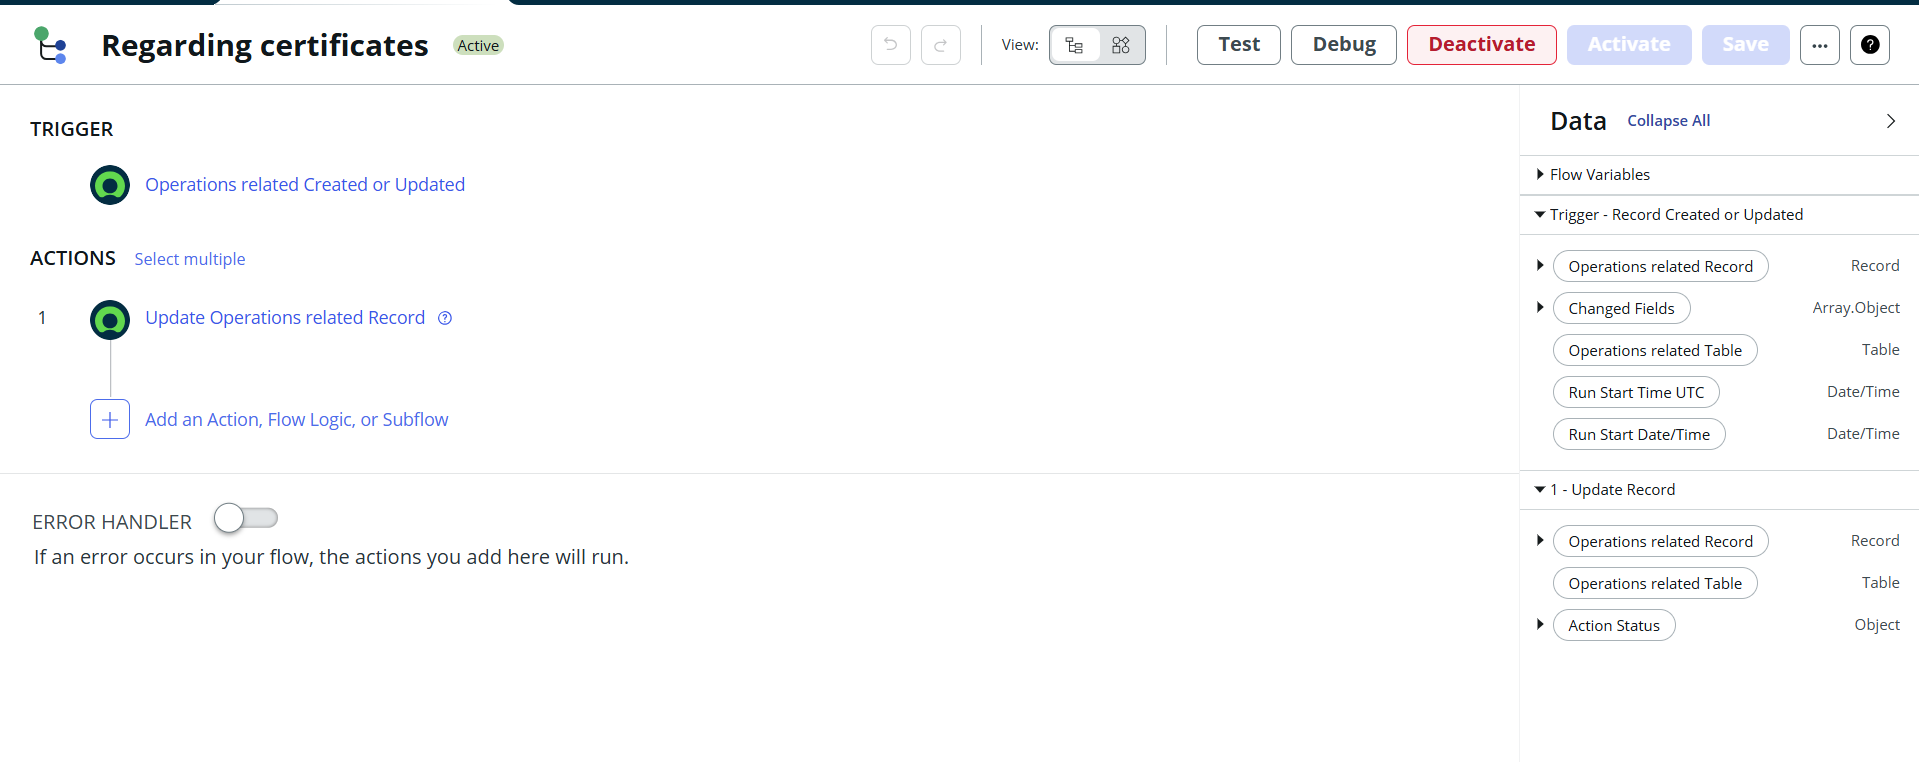 Regarding certificates Active
View:
Test Debug Deactivate Activate Save ... ?
TRIGGER
Operations related Created or Updated
ACTIONS Select multiple
1 Update Operations related Record ?
Add an Action, Flow Logic, or Subflow
ERROR HANDLER
If an error occurs in your flow, the actions you add here will run.
Data Collapse All
Flow Variables
Trigger - Record Created or Updated
Operations related Record Record
Changed Fields Array.Object
Operations related Table Table
Run Start Time UTC Date/Time
Run Start Date/Time Date/Time
1 - Update Record
Operations related Record Record
Operations related Table Table
Action Status Object